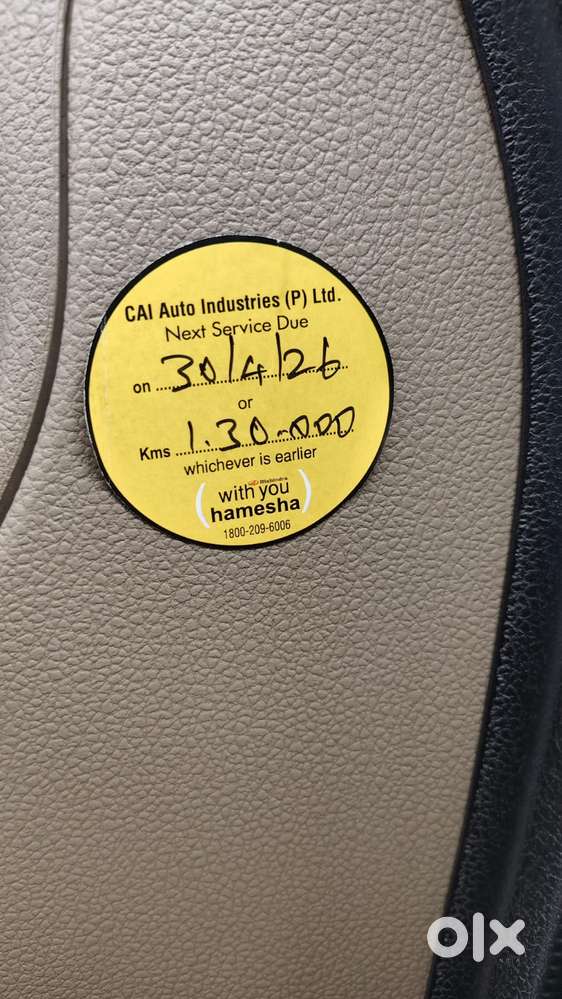 CAI Auto Industries (P) Ltd.
Next Service Due
on 30/4/26
or
Kms 1.30.000
whichever is earlier
Mahindra
with you
hamesha
1800-209-6006
olx